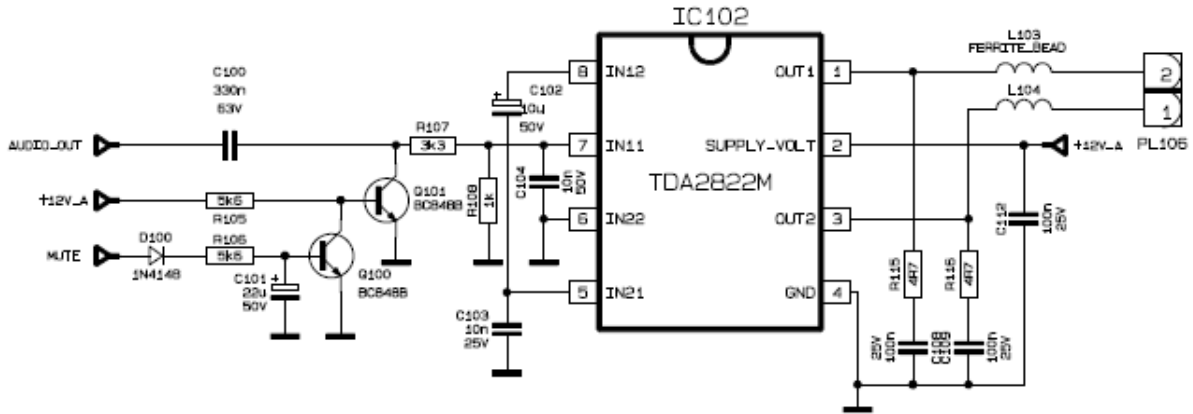 IC102
C100
330n
63V
AUDIO_OUT
R107
3k3
+12V_A
5k6
R105
Q101
BC848B
MUTE
D100
1N4148
R106
5k6
C101
22u
50V
Q100
BC848B
R108
1k
C102
10u
50V
C104
10n
50V
C103
10n
25V
8 IN12
7 IN11
6 IN22
5 IN21
TDA2822M
OUT1 1
SUPPLY_VOLT 2
OUT2 3
GND 4
L103
FERRITE_BEAD
L104
2
1
PL106
+12V_A
C112
100n
25V
R115
4R7
R116
4R7
25V
100n
C108
C109
100n
25V